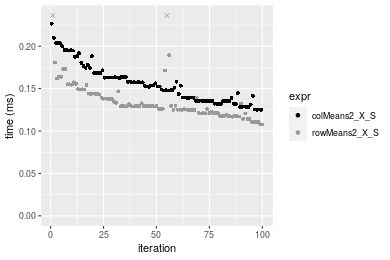 0.20
0.15
0.10
0.05
0.00
time (ms)
0
25
50
75
100
iteration
expr
colMeans2_X_S
rowMeans2_X_S